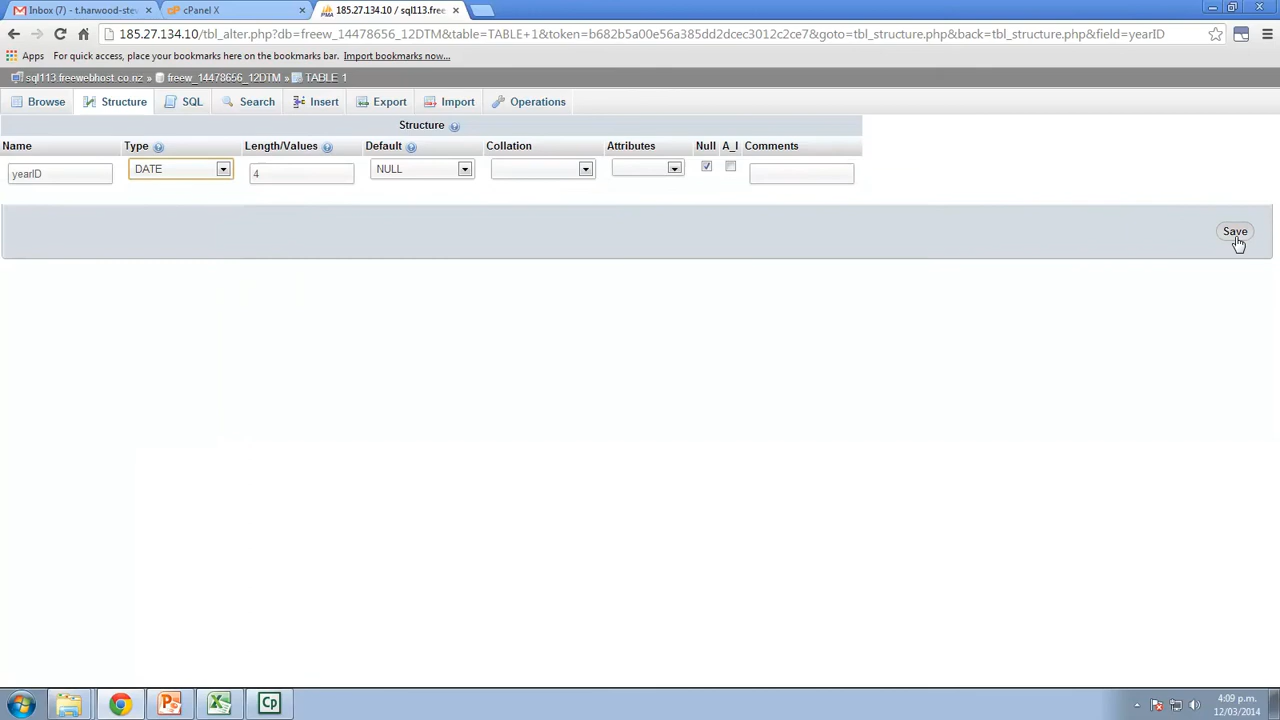 Inbox (7) - t.harwood-ste
cPanel X
185.27.134.10 / sql113.free
185.27.134.10/tbl_alter.php?db=freew_14478656_12DTM&table=TABLE+1&token=b682b5a00e56a385dd2dcec3012c2ce7&goto=tbl_structure.php&back=tbl_structure.php&field=yearID
Apps For quick access, place your bookmarks here on the bookmarks bar. Import bookmarks now...
sql113.freewebhost.co.nz » freew_14478656_12DTM » TABLE 1
Browse Structure SQL Search Insert Export Import Operations
Structure
Name Type Length/Values Default Collation Attributes Null A_I Comments
yearID DATE 4 NULL
Save
4:09 p.m.
12/03/2014